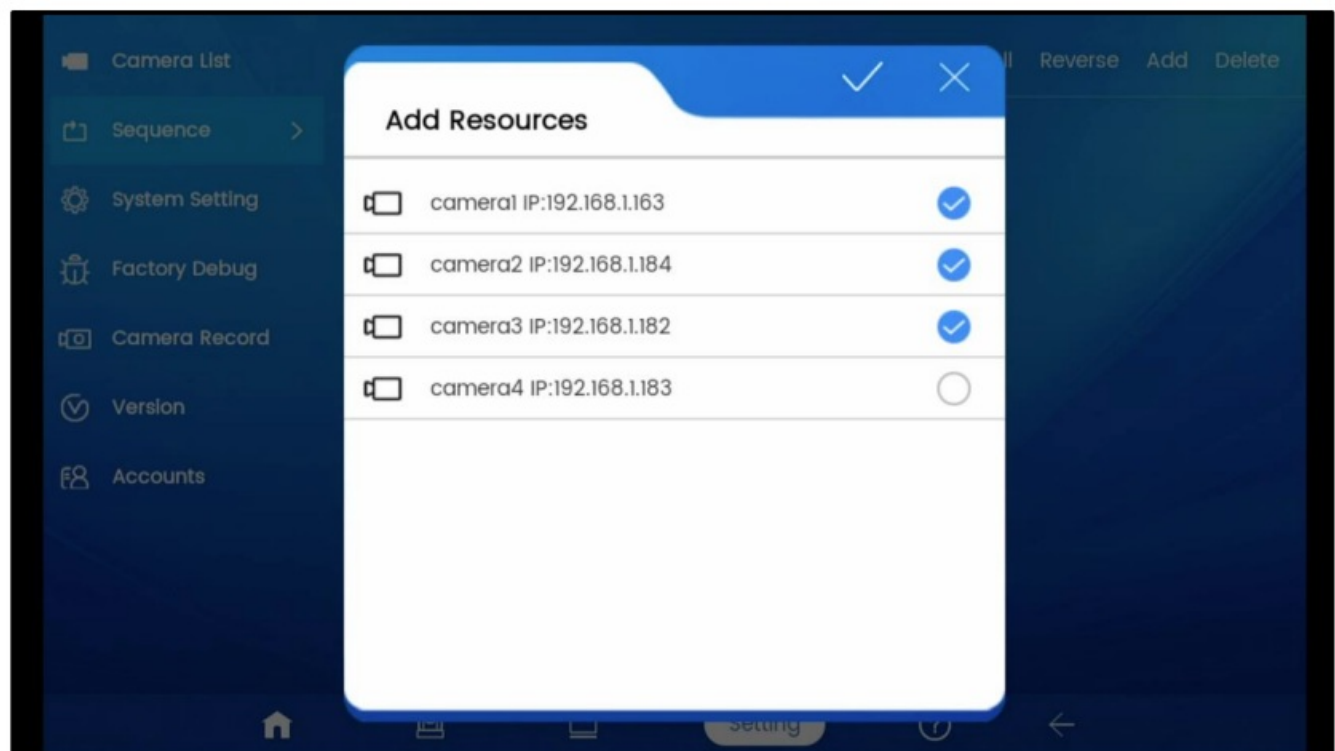 Camera List
Reverse Add Delete
Add Resources
Sequence >
System Setting
camera1 IP:192.168.1.163
camera2 IP:192.168.1.184
Factory Debug
camera3 IP:192.168.1.182
Camera Record
camera4 IP:192.168.1.183
Version
Accounts
Setting